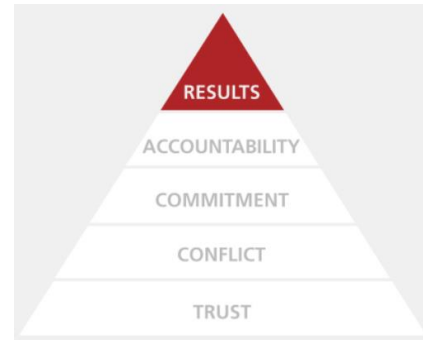 RESULTS
ACCOUNTABILITY
COMMITMENT
CONFLICT
TRUST